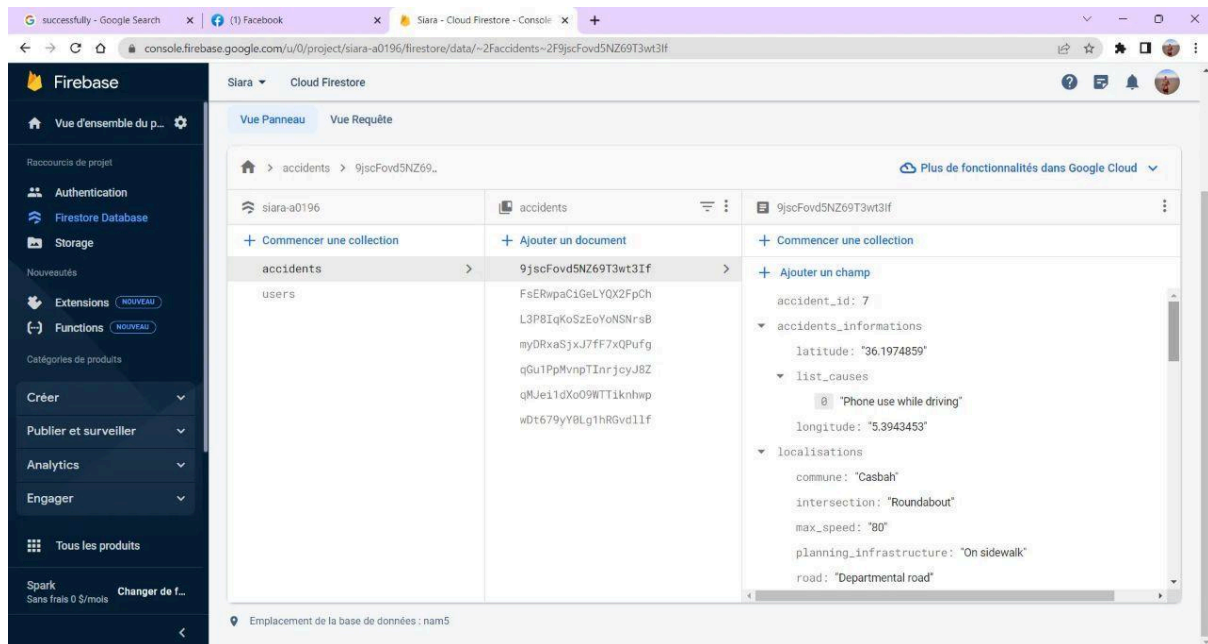 successfully - Google Search
(1) Facebook
Siara - Cloud Firestore - Console
console.firebase.google.com/u/0/project/siara-a0196/firestore/data/~2Faccidents~2F9jscFovd5NZ69T3wt3If
Firebase
Siara
Cloud Firestore
Vue d'ensemble du p...
Vue Panneau
Vue Requête
Raccourcis de projet
Authentication
Firestore Database
Storage
Nouveautés
Extensions NOUVEAU
Functions NOUVEAU
Catégories de produits
Créer
Publier et surveiller
Analytics
Engager
Tous les produits
Spark
Sans frais 0 $/mois
Changer de f...
accidents > 9jscFovd5NZ69..
Plus de fonctionnalités dans Google Cloud
siara-a0196
Commencer une collection
accidents
users
accidents
Ajouter un document
9jscFovd5NZ69T3wt3If
FsERwpaCiGeLYQX2FpCh
L3P8IqKoSzEoYoNSNrsB
myDRxaSjxJ7fF7xQPufg
qGu1PpMvnpTInrjcyJ8Z
qMJei1dXoO9WTTiknhwp
wDt679yY0Lg1hRGvdllf
9jscFovd5NZ69T3wt3If
Commencer une collection
Ajouter un champ
accident_id: 7
accidents_informations
latitude: "36.1974859"
list_causes
0 "Phone use while driving"
longitude: "5.3943453"
localisations
commune: "Casbah"
intersection: "Roundabout"
max_speed: "80"
planning_infrastructure: "On sidewalk"
road: "Departmental road"
Emplacement de la base de données : nam5